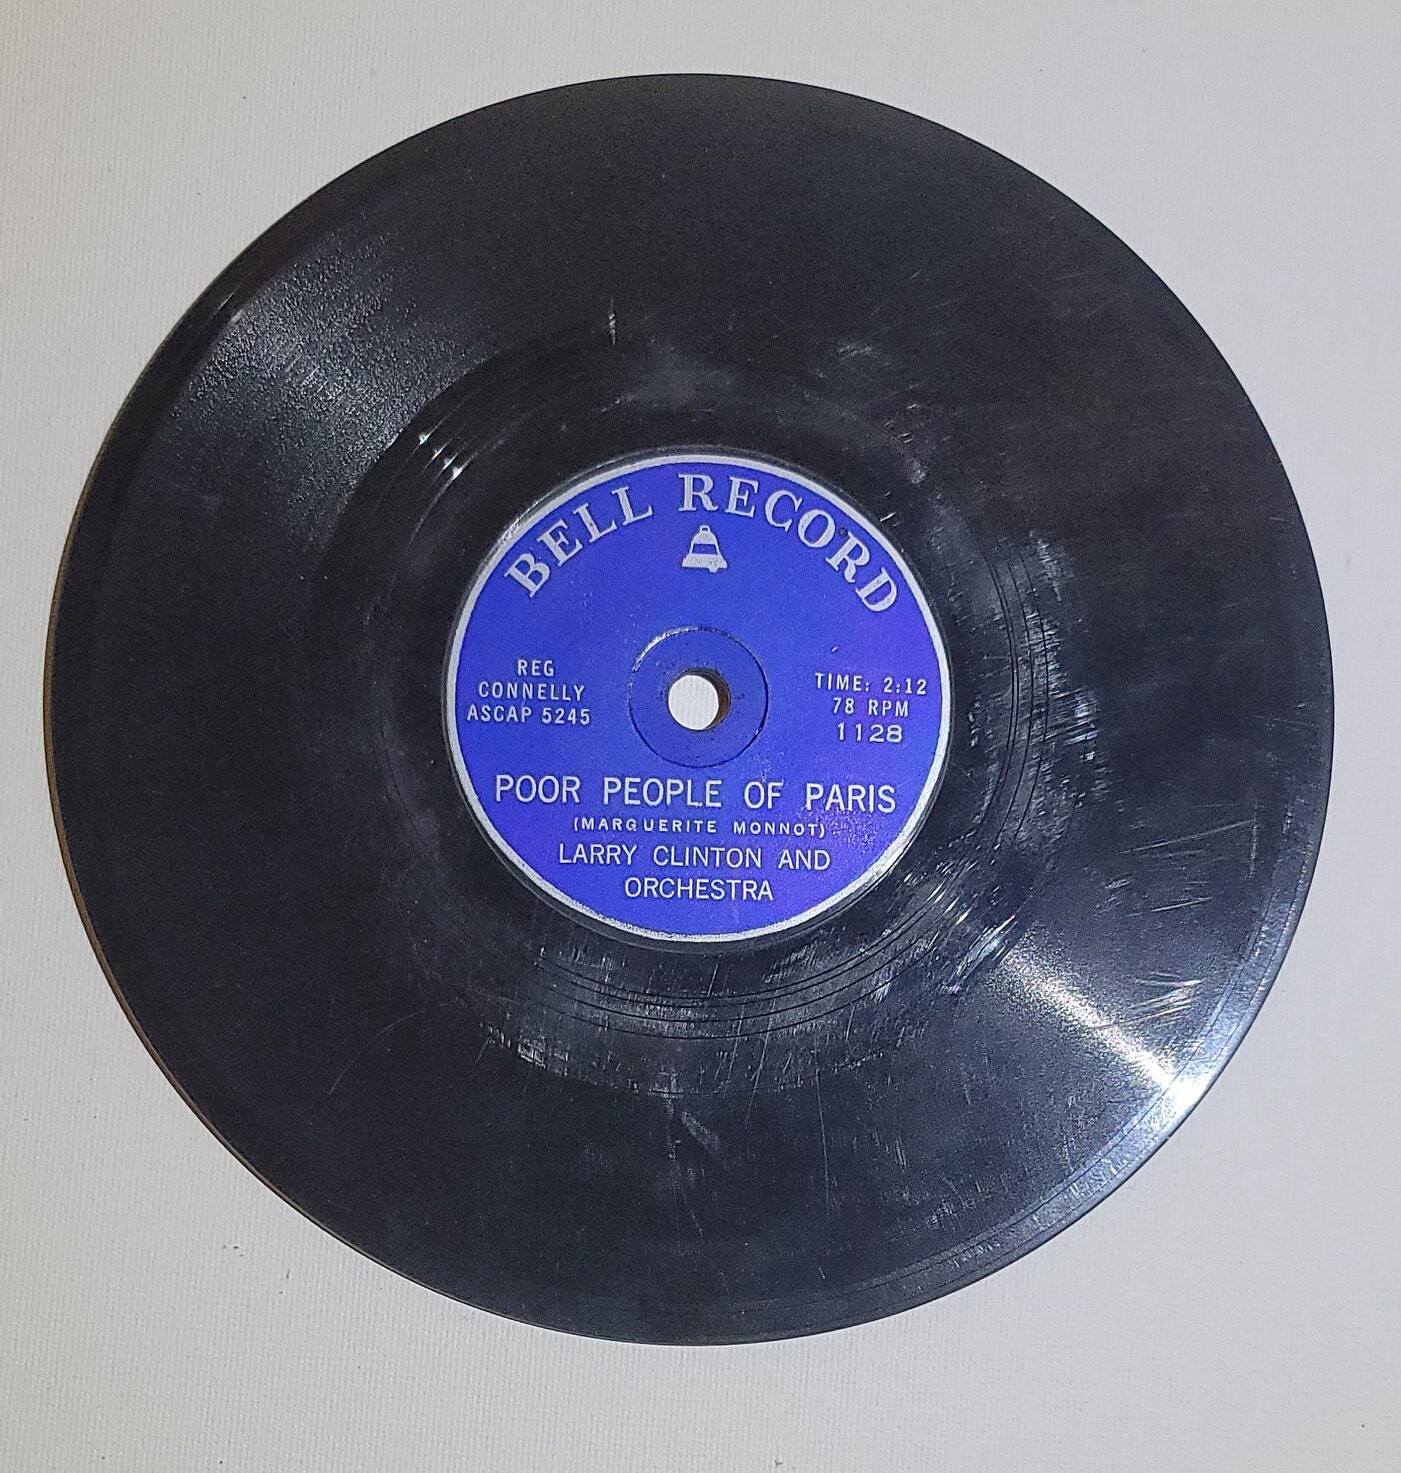 BELL RECORD
REG
CONNELLY
ASCAP 5245
TIME: 2:12
78 RPM
1128
POOR PEOPLE OF PARIS
(MARGUERITE MONNOT)
LARRY CLINTON AND
ORCHESTRA